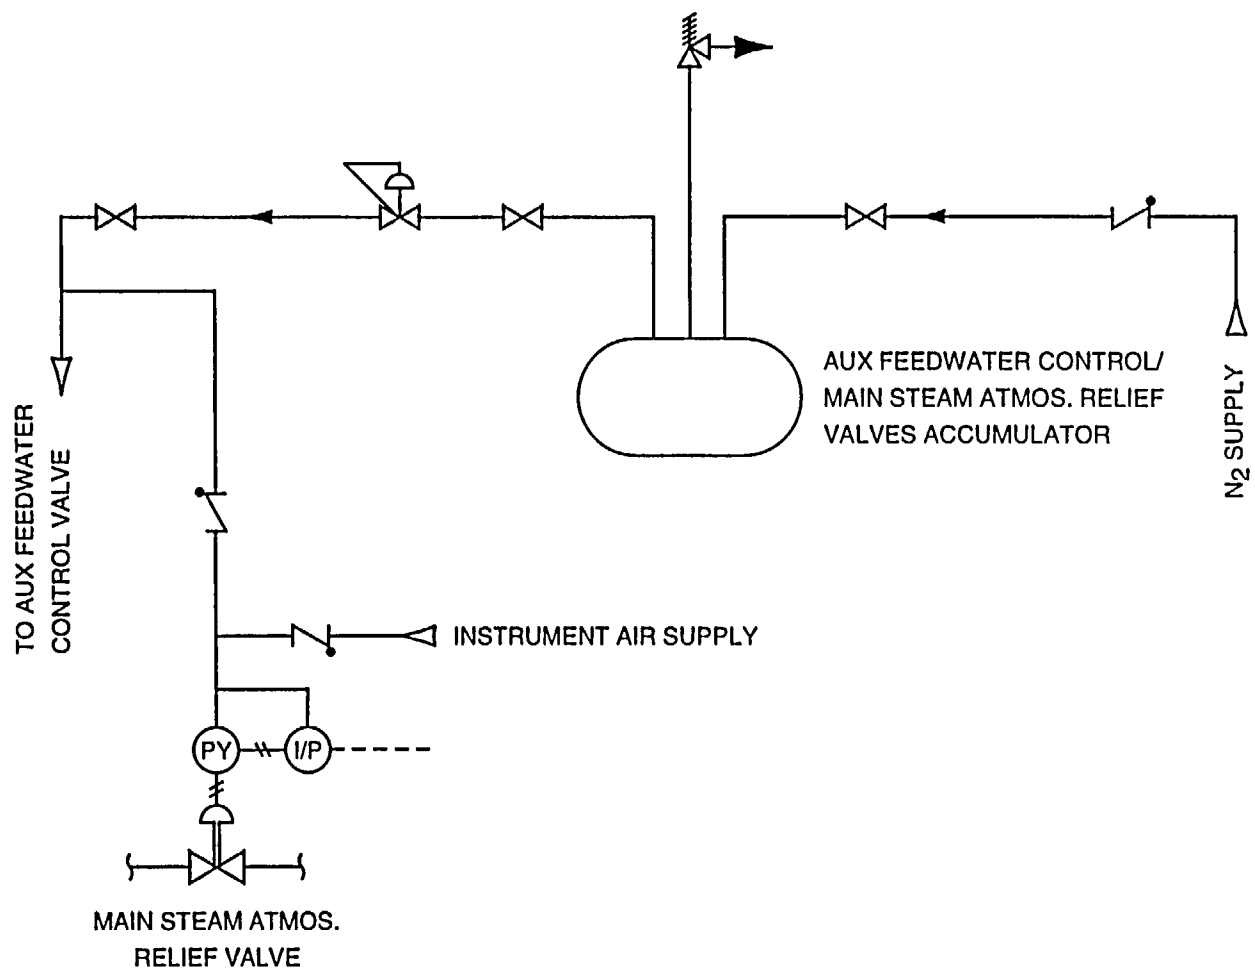 AUX FEEDWATER CONTROL/
MAIN STEAM ATMOS. RELIEF
VALVES ACCUMULATOR
N2 SUPPLY
TO AUX FEEDWATER
CONTROL VALVE
INSTRUMENT AIR SUPPLY
PY
I/P
MAIN STEAM ATMOS.
RELIEF VALVE